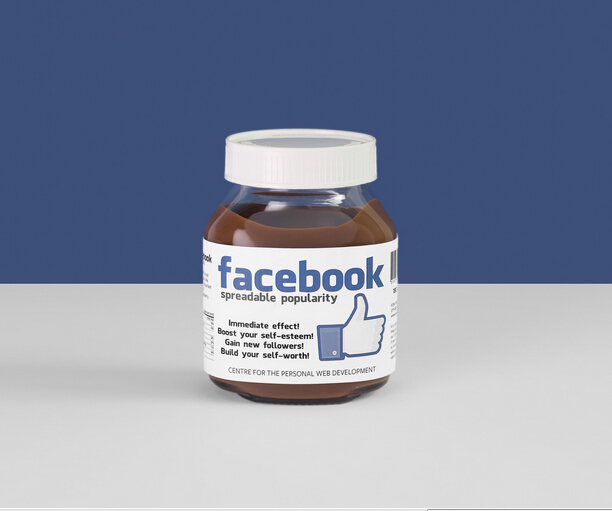 facebook
spreadable popularity
Immediate effect!
Boost your self-esteem!
Gain new followers!
Build your self-worth!
CENTRE FOR THE PERSONAL WEB DEVELOPMENT